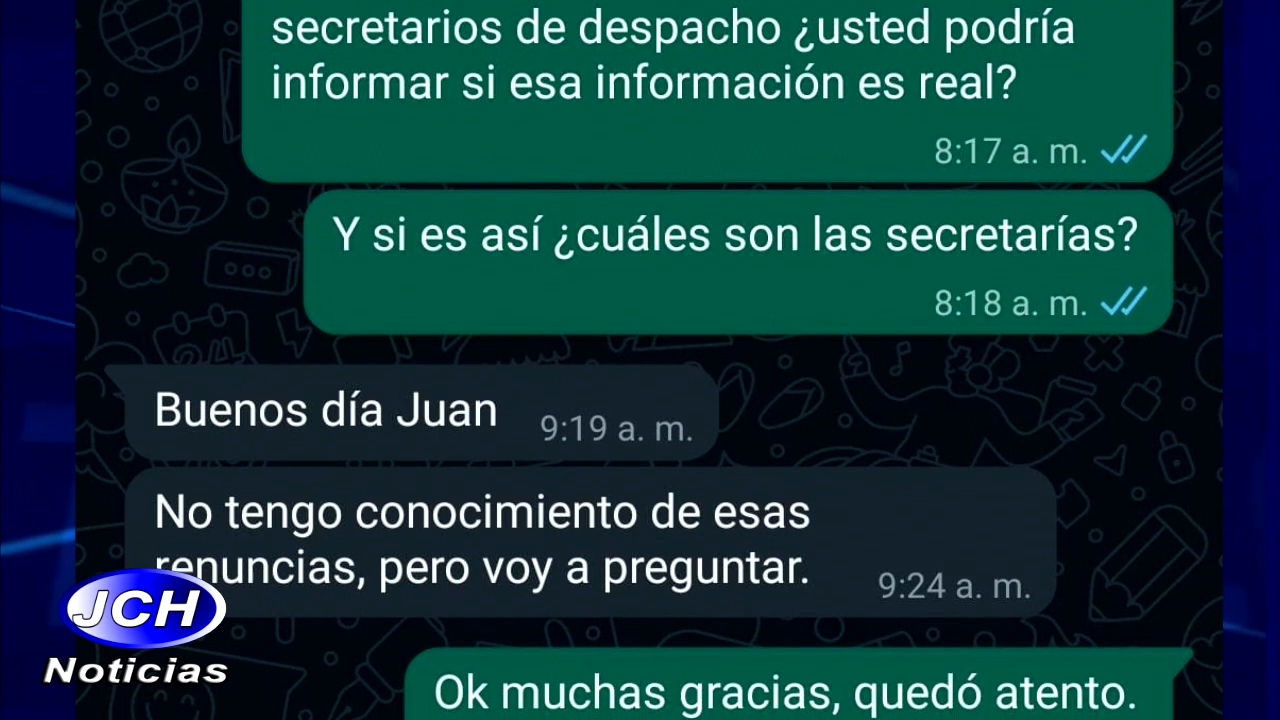 secretarios de despacho ¿usted podría
informar si esa información es real?
8:17 a. m.
Y si es así ¿cuáles son las secretarías?
8:18 a. m.
Buenos día Juan
9:19 a. m.
No tengo conocimiento de esas
renuncias, pero voy a preguntar.
9:24 a. m.
JCH
Noticias
Ok muchas gracias, quedó atento.